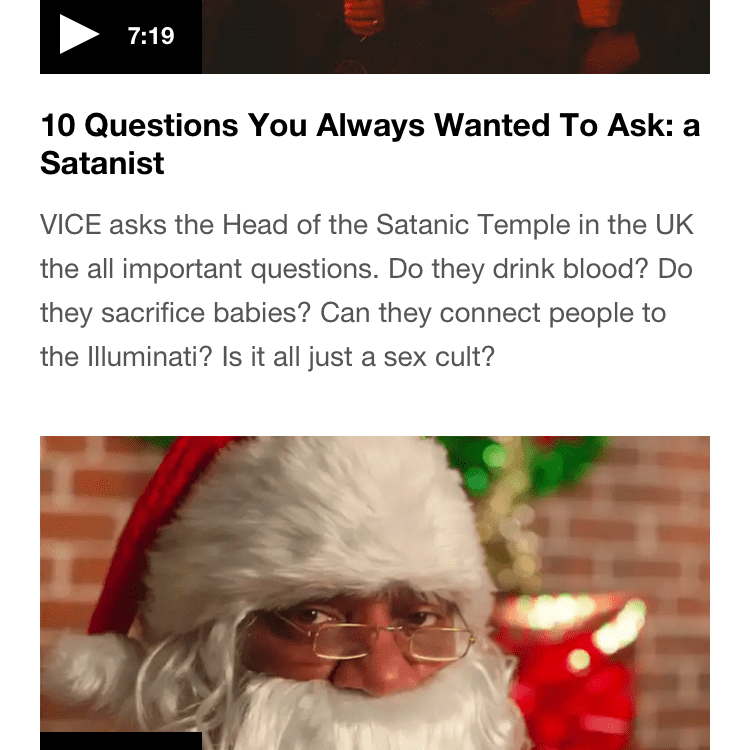 7:19
10 Questions You Always Wanted To Ask: a
Satanist
VICE asks the Head of the Satanic Temple in the UK
the all important questions. Do they drink blood? Do
they sacrifice babies? Can they connect people to
the Illuminati? Is it all just a sex cult?